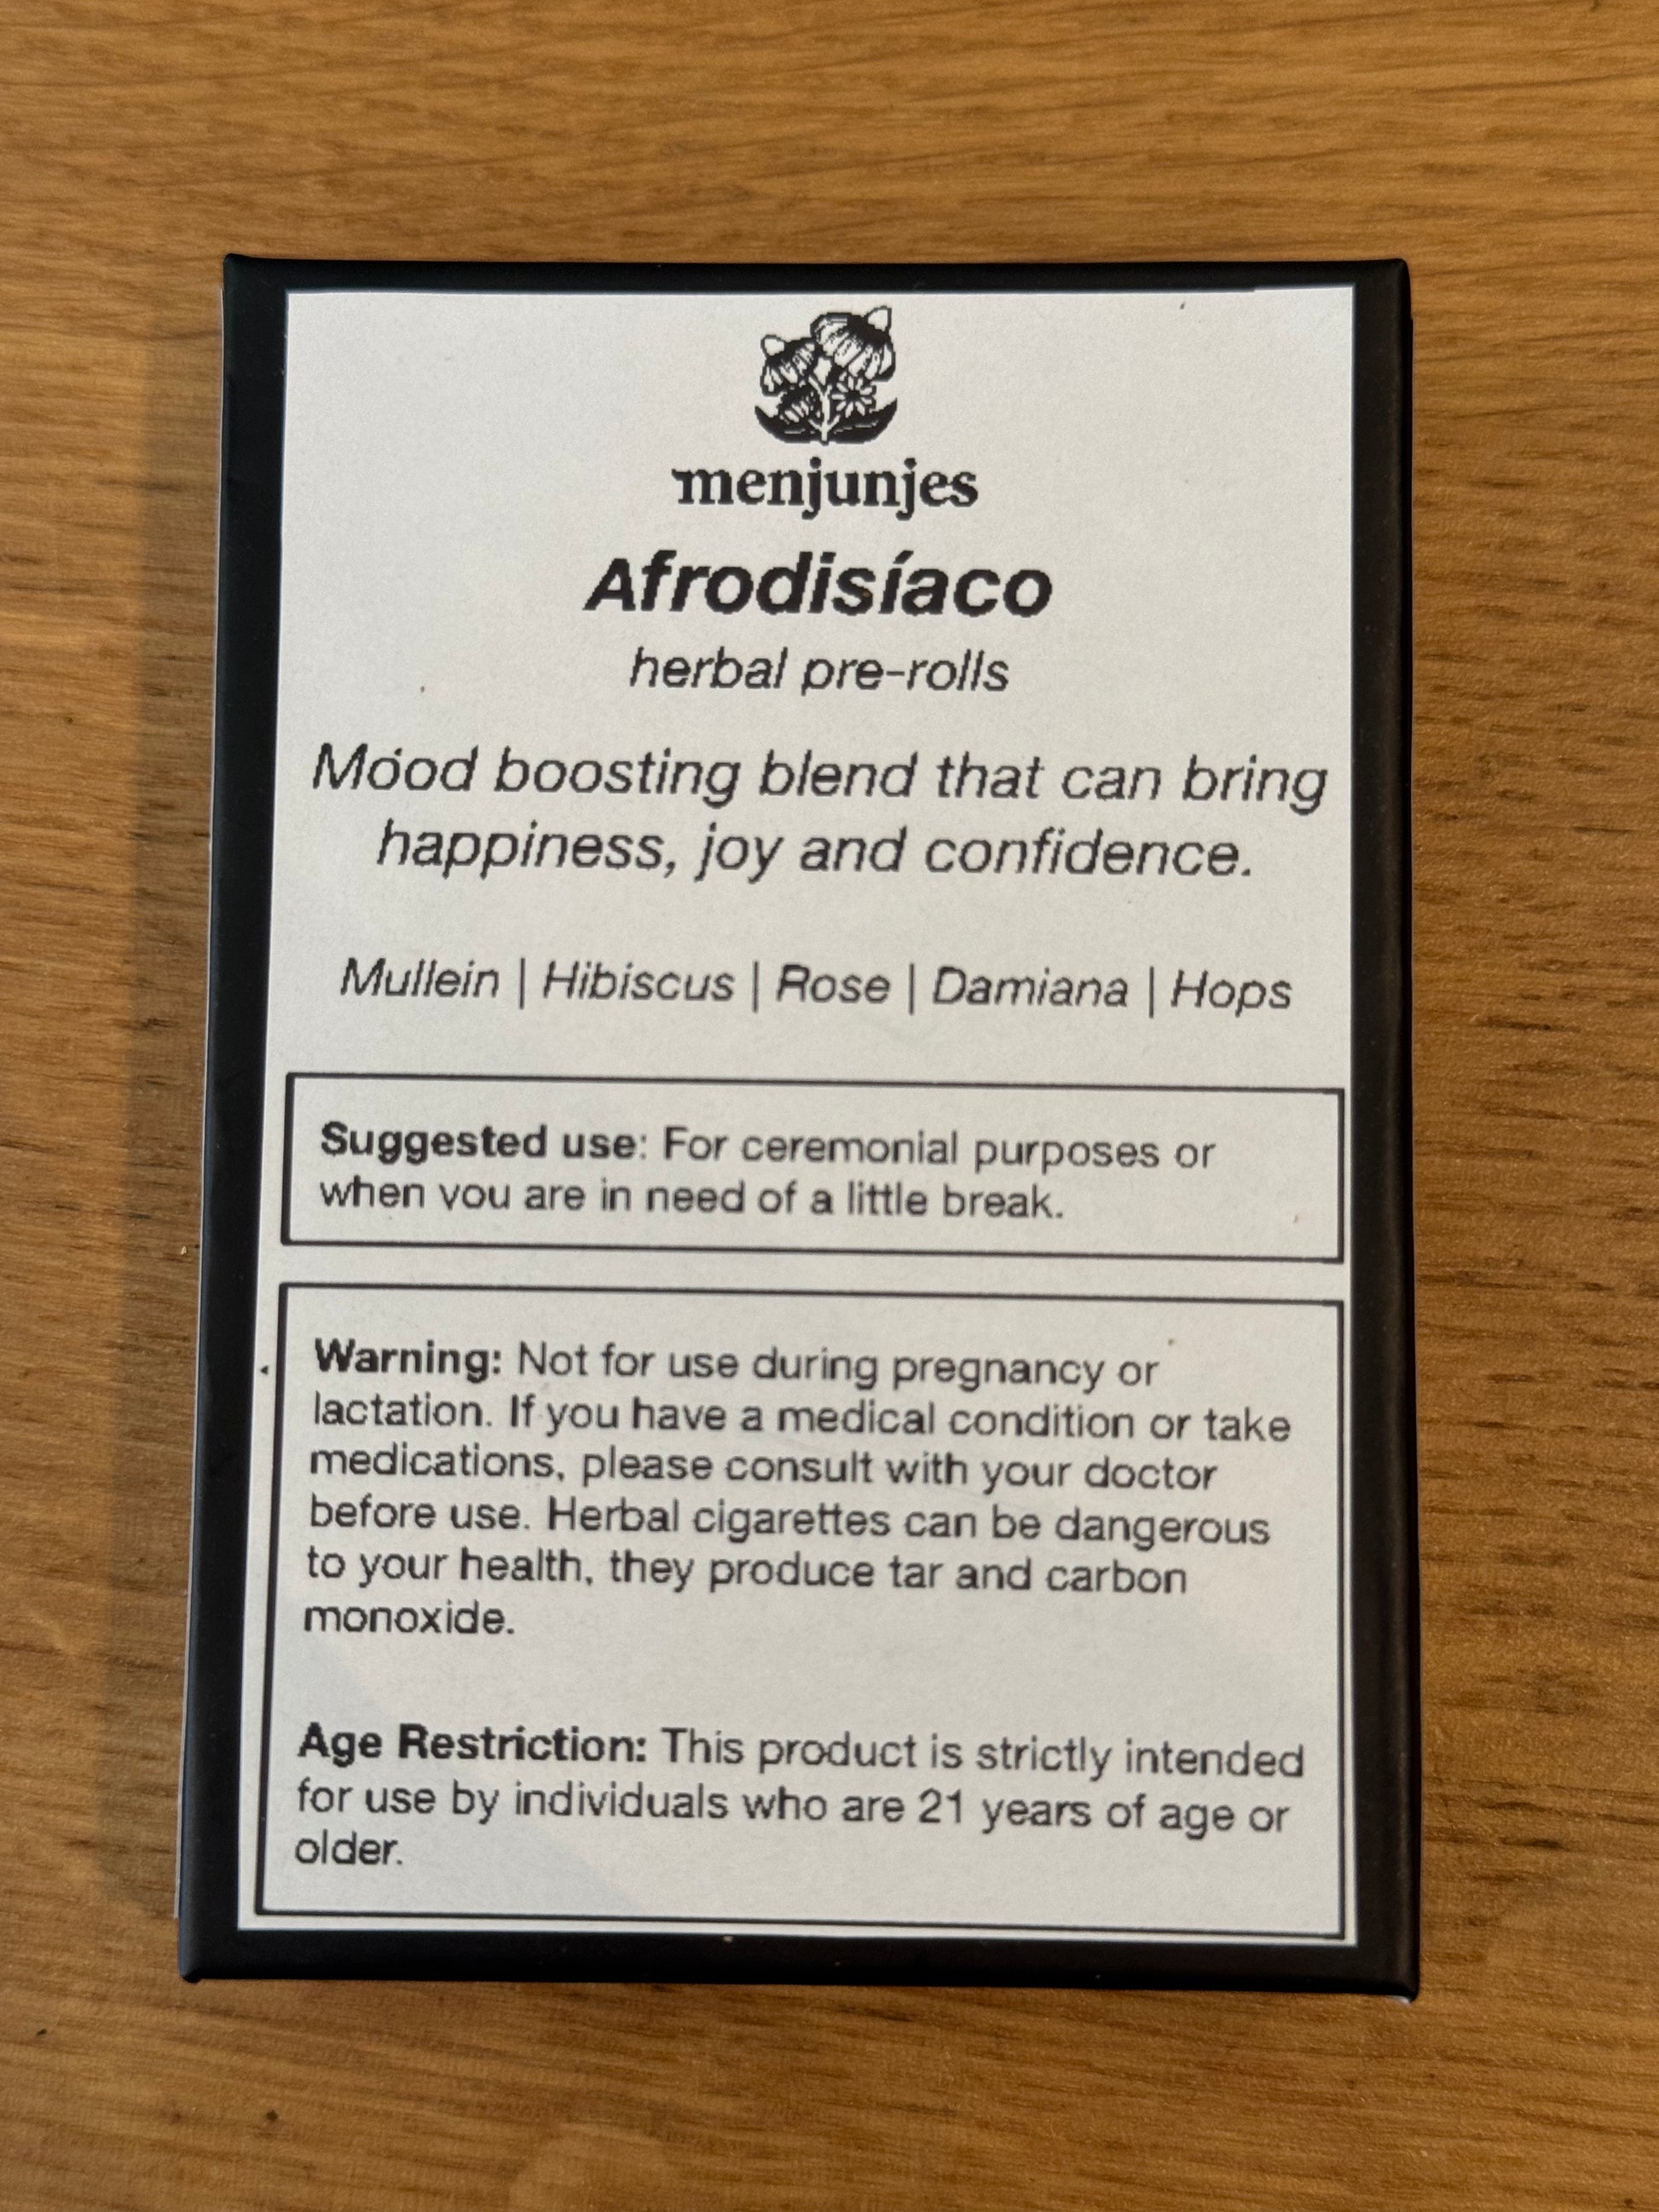 menjunjes
Afrodisíaco
herbal pre-rolls
Mood boosting blend that can bring
happiness, joy and confidence.
Mullein | Hibiscus | Rose | Damiana | Hops
Suggested use: For ceremonial purposes or
when you are in need of a little break.
Warning: Not for use during pregnancy or
lactation. If you have a medical condition or take
medications, please consult with your doctor
before use. Herbal cigarettes can be dangerous
to your health, they produce tar and carbon
monoxide.
Age Restriction: This product is strictly intended
for use by individuals who are 21 years of age or
older.